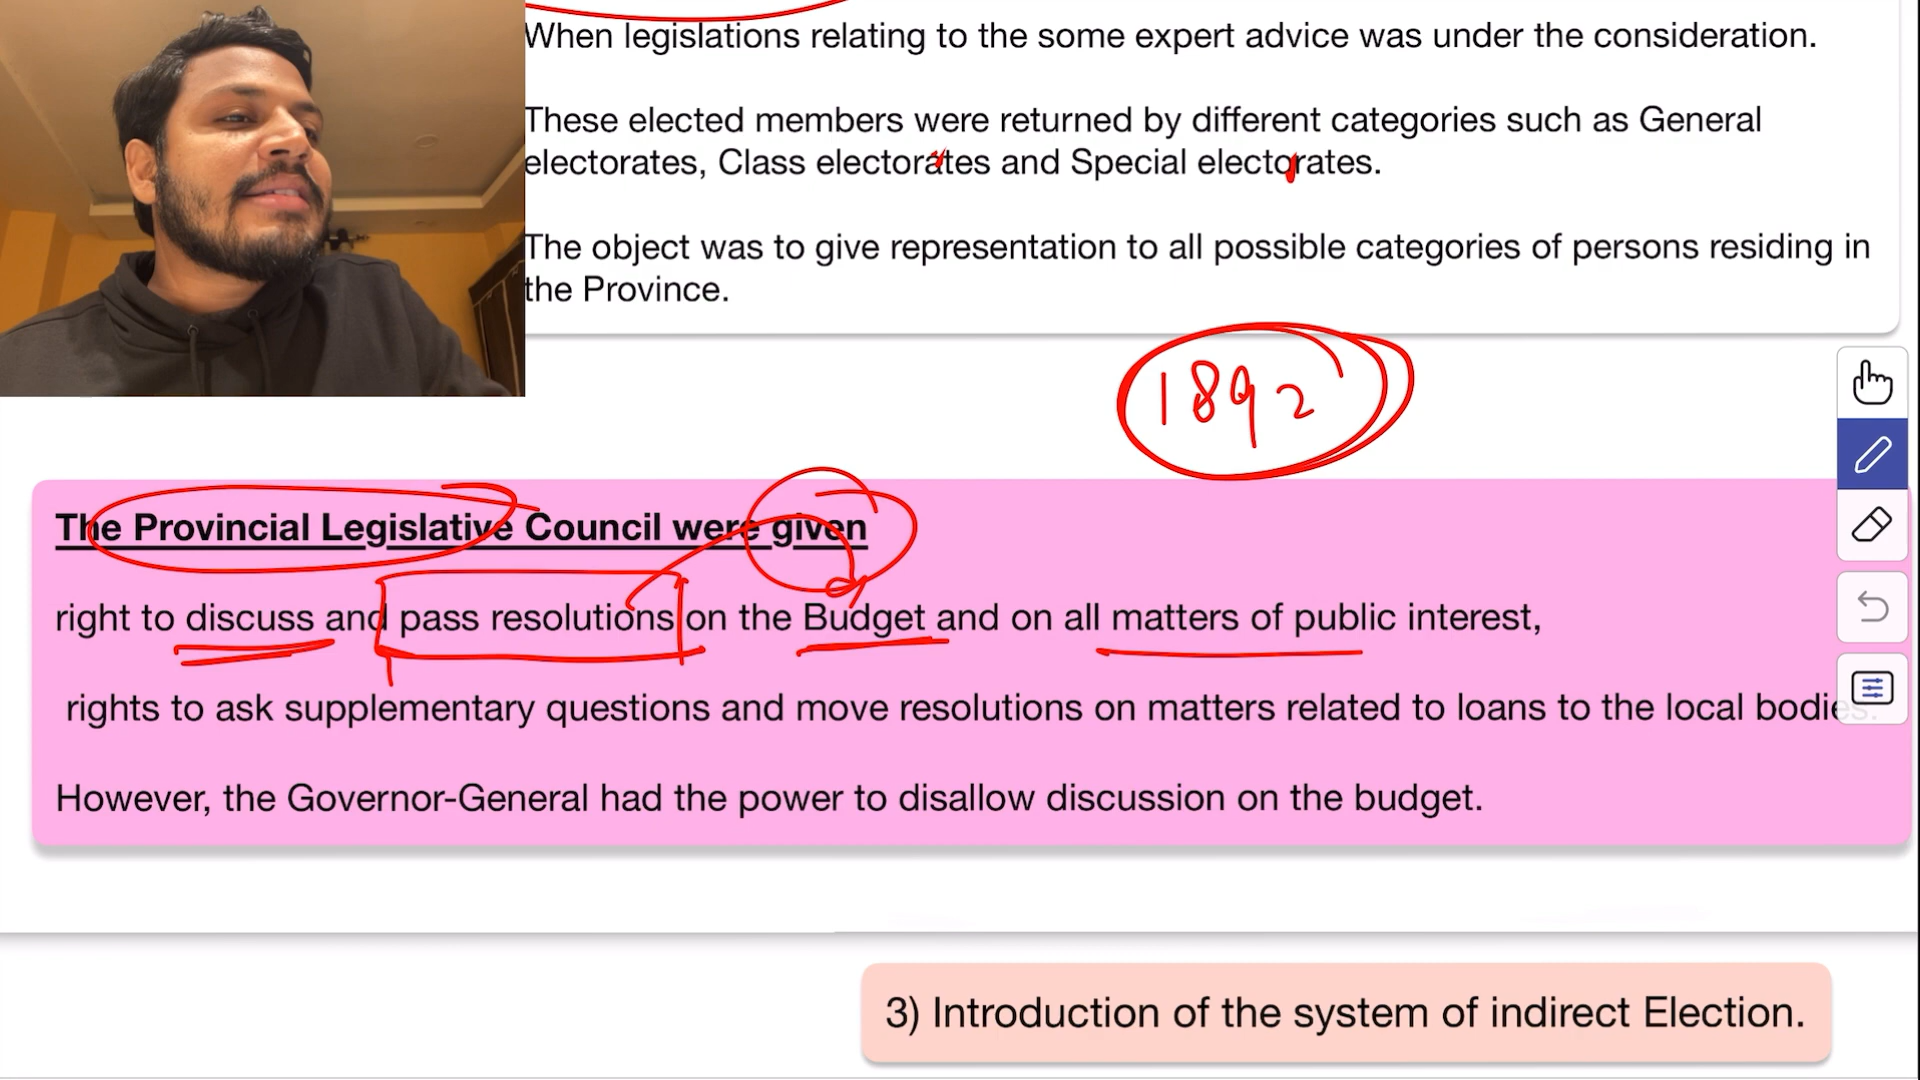 When legislations relating to the some expert advice was under the consideration.
These elected members were returned by different categories such as General
electorates, Class electorates and Special electorates.
The object was to give representation to all possible categories of persons residing in
the Province.
1892
The Provincial Legislative Council were given
right to discuss and pass resolutions on the Budget and on all matters of public interest,
rights to ask supplementary questions and move resolutions on matters related to loans to the local bodies.
However, the Governor-General had the power to disallow discussion on the budget.
3) Introduction of the system of indirect Election.